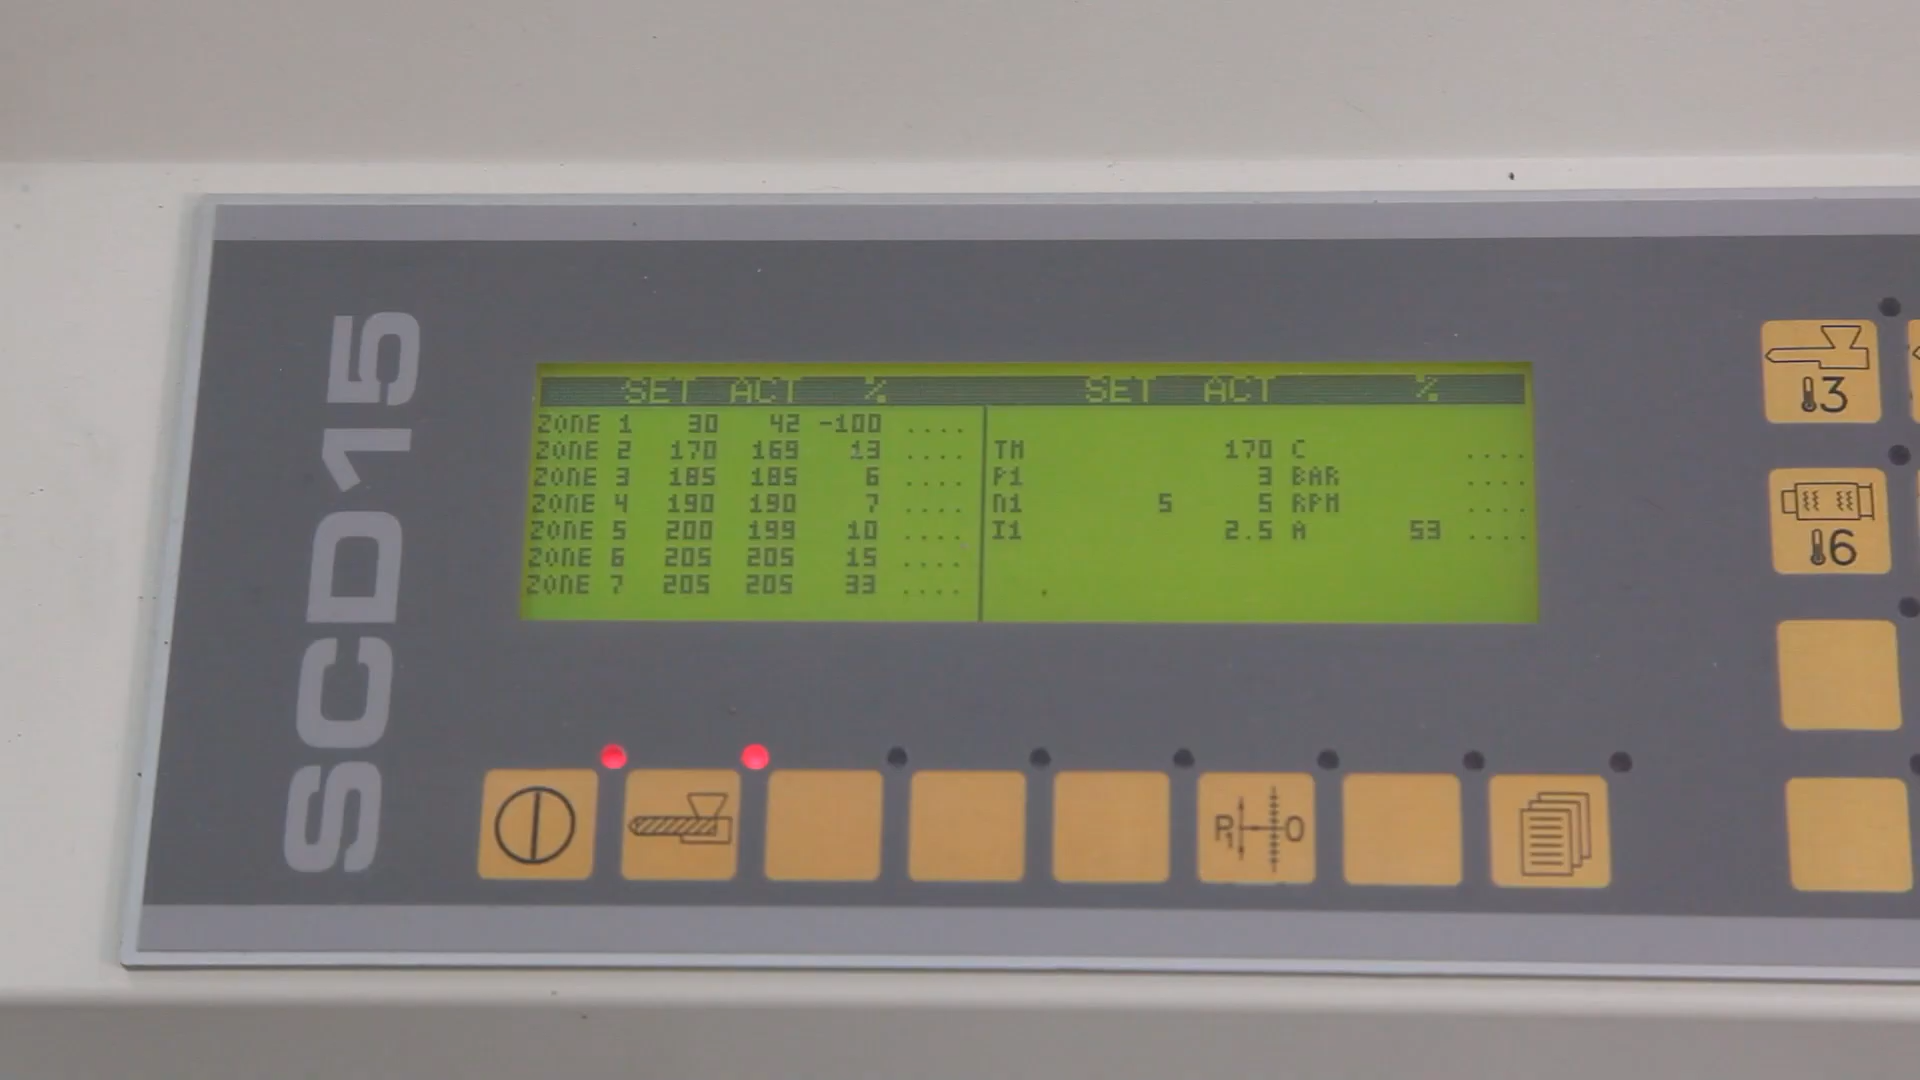 SCD15
SET ACT % SET ACT %
ZONE 1 30 42 -100 ....
ZONE 2 170 169 13 .... TM 170 C ....
ZONE 3 185 185 6 .... P1 3 BAR ....
ZONE 4 190 190 7 .... N1 5 5 RPM ....
ZONE 5 200 199 10 .... I1 2.5 A 53 ....
ZONE 6 205 205 15 ....
ZONE 7 205 205 33 ....
3
6
P1 0